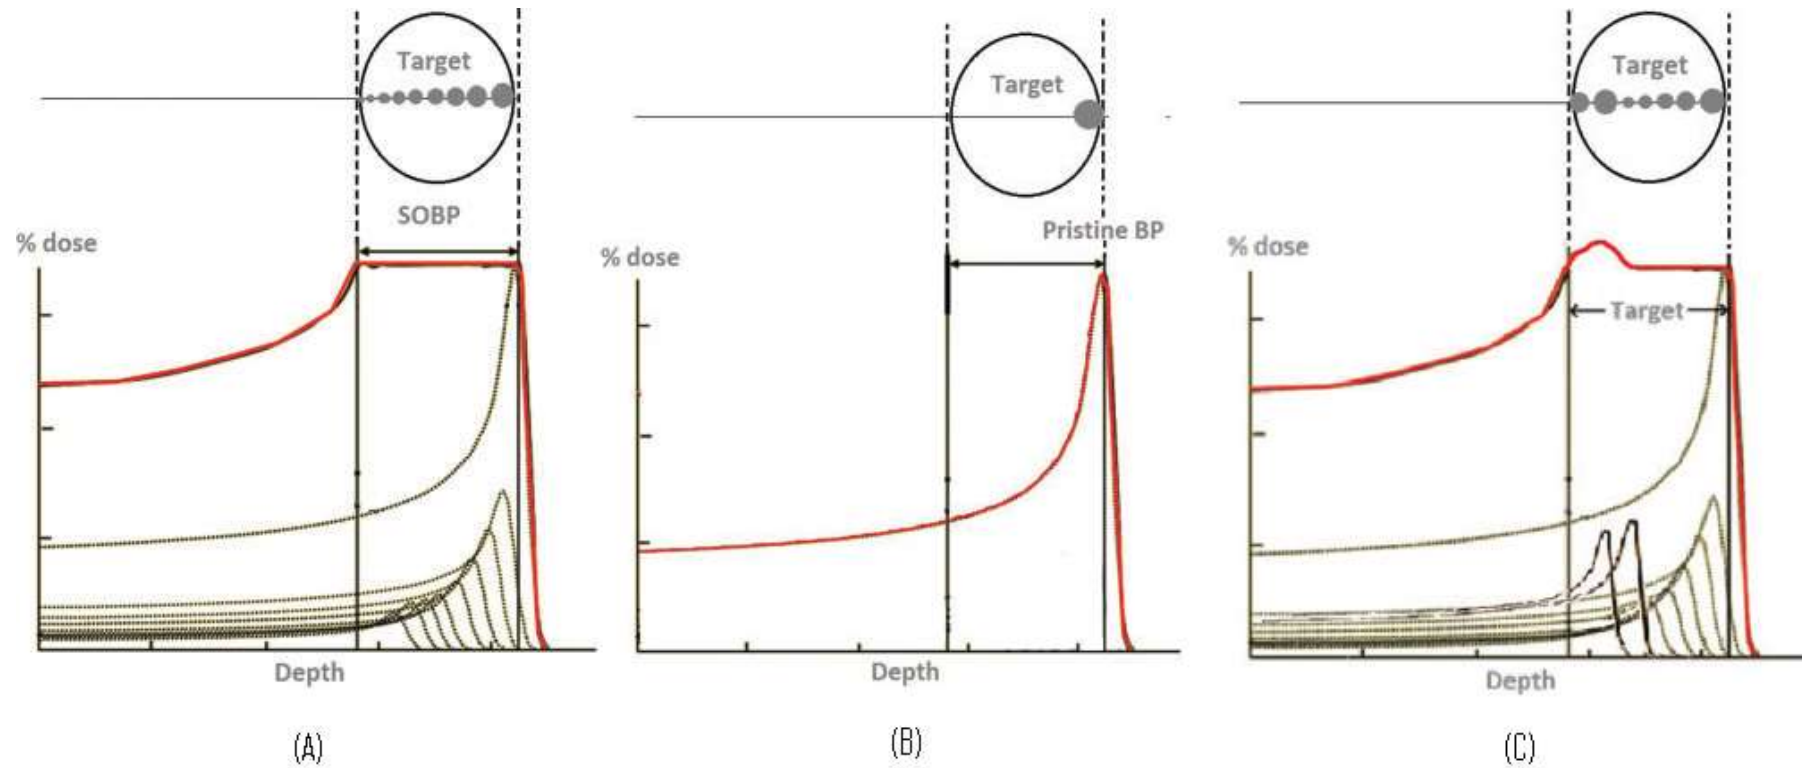 Target
SOBP
% dose
Depth
(A)
Target
Pristine BP
% dose
Depth
(B)
Target
% dose
Target
Depth
(C)